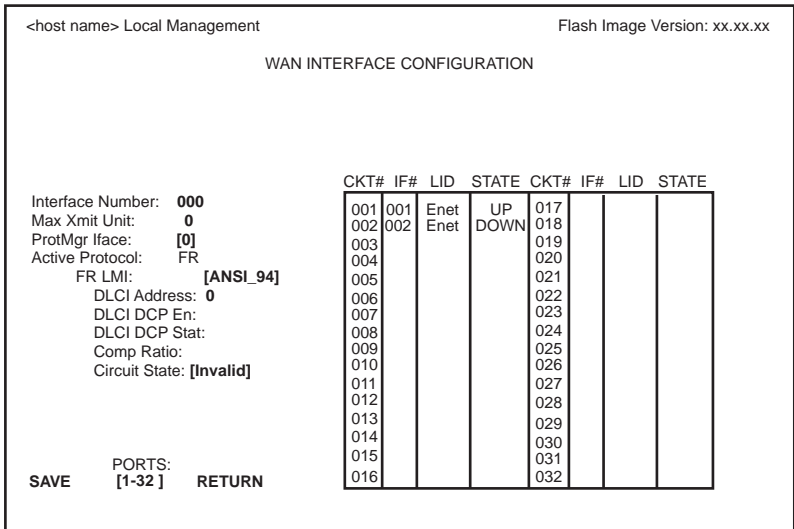 <host name> Local Management Flash Image Version: xx.xx.xx
WAN INTERFACE CONFIGURATION
CKT# IF# LID STATE CKT# IF# LID STATE
Interface Number: 000
Max Xmit Unit: 0
ProtMgr Iface: [0]
Active Protocol: FR
FR LMI: [ANSI_94]
DLCI Address: 0
DLCI DCP En:
DLCI DCP Stat:
Comp Ratio:
Circuit State: [Invalid]
001 001 Enet UP 017
002 002 Enet DOWN 018
003 019
004 020
005 021
006 022
007 023
008 024
009 025
010 026
011 027
012 028
013 029
014 030
015 031
016 032
PORTS:
SAVE [1-32 ] RETURN